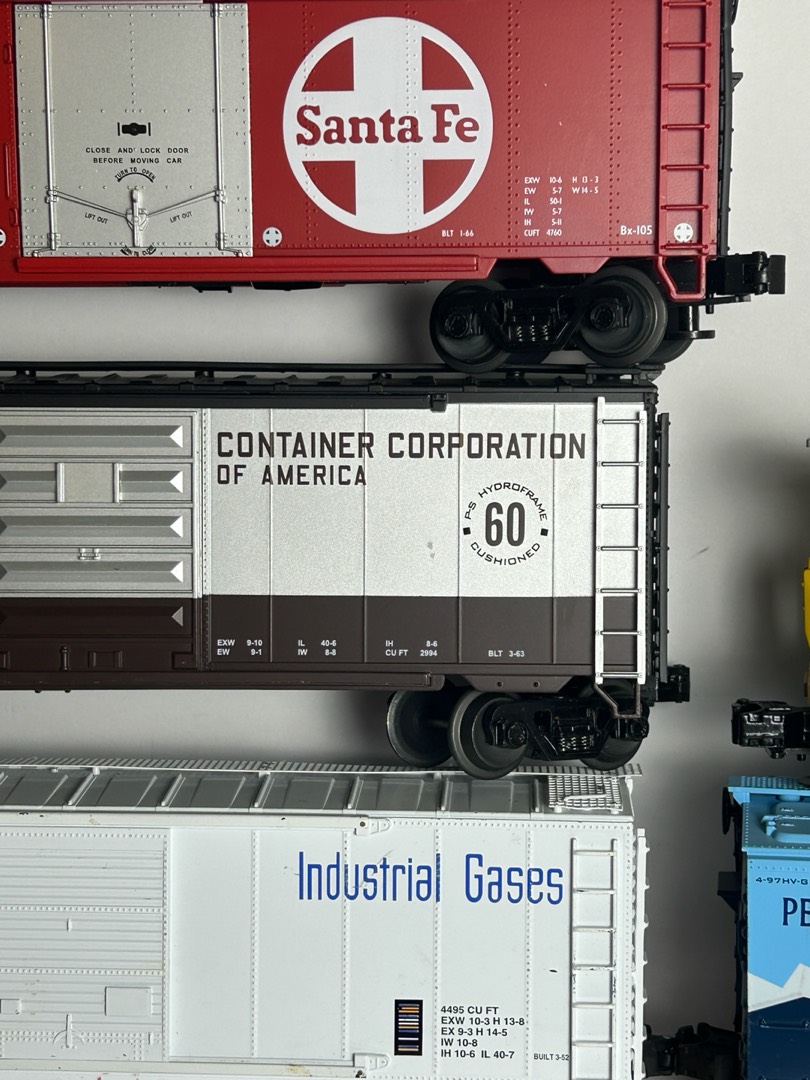 CLOSE AND LOCK DOOR
BEFORE MOVING CAR
TURN TO OPEN
LIFT OUT
LIFT OUT
Santa Fe
BLT 1-66
EXW 10-6 H 13-3
EW 5-7 W 14-5
IL 50-1
IW 5-7
IH 5-11
CUFT 4760
Bx-105
CONTAINER CORPORATION
OF AMERICA
P-S HYDROFRAME
60
CUSHIONED
EXW 9-10
EW 9-1
IL 40-6
IW 8-8
IH 8-6
CU FT 2994
BLT 3-63
Industrial Gases
4495 CU FT
EXW 10-3 H 13-8
EX 9-3 H 14-5
IW 10-8
IH 10-6 IL 40-7
BUILT 3-52
4-97HV-G
PE